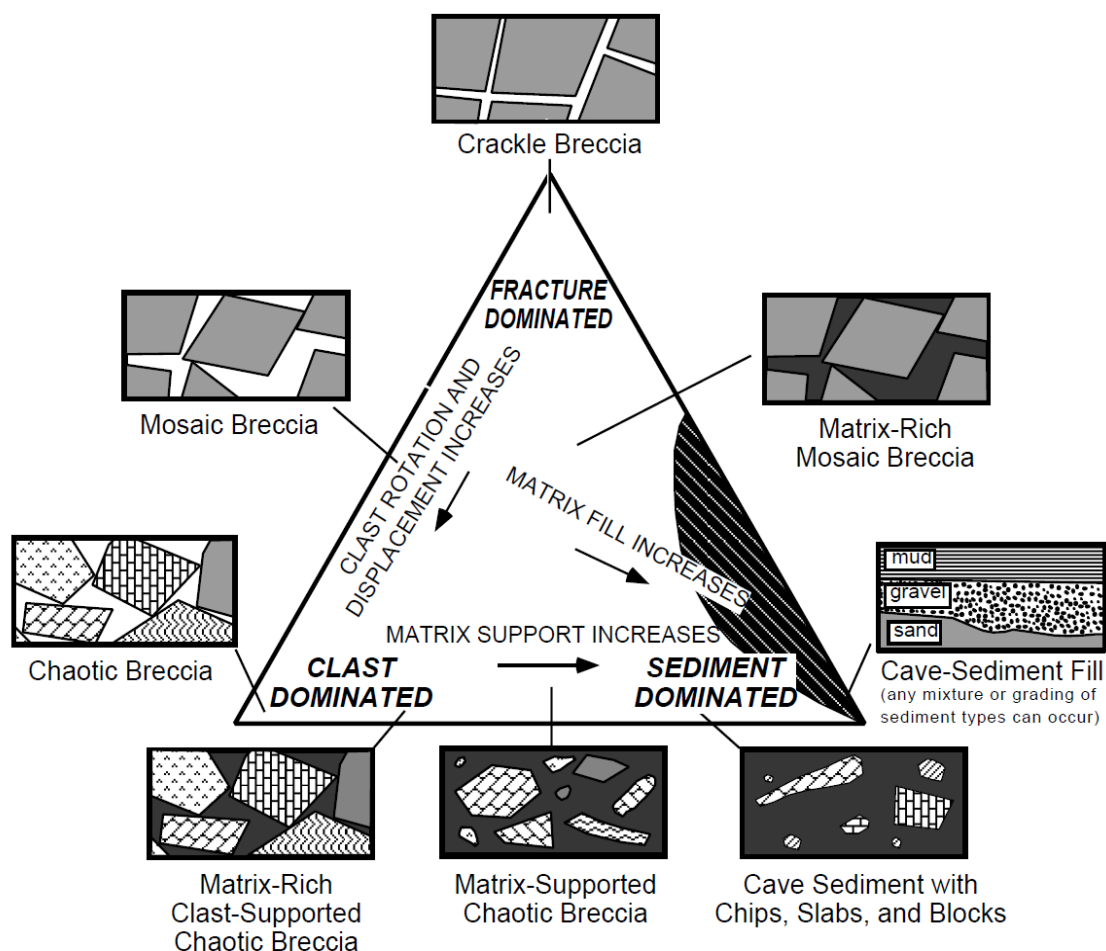 Crackle Breccia
FRACTURE
DOMINATED
Mosaic Breccia
Matrix-Rich
Mosaic Breccia
CLAST ROTATION AND
DISPLACEMENT INCREASES
MATRIX FILL INCREASES
mud
gravel
sand
Chaotic Breccia
MATRIX SUPPORT INCREASES
Cave-Sediment Fill
(any mixture or grading of
sediment types can occur)
CLAST
DOMINATED
SEDIMENT
DOMINATED
Matrix-Rich
Clast-Supported
Chaotic Breccia
Matrix-Supported
Chaotic Breccia
Cave Sediment with
Chips, Slabs, and Blocks